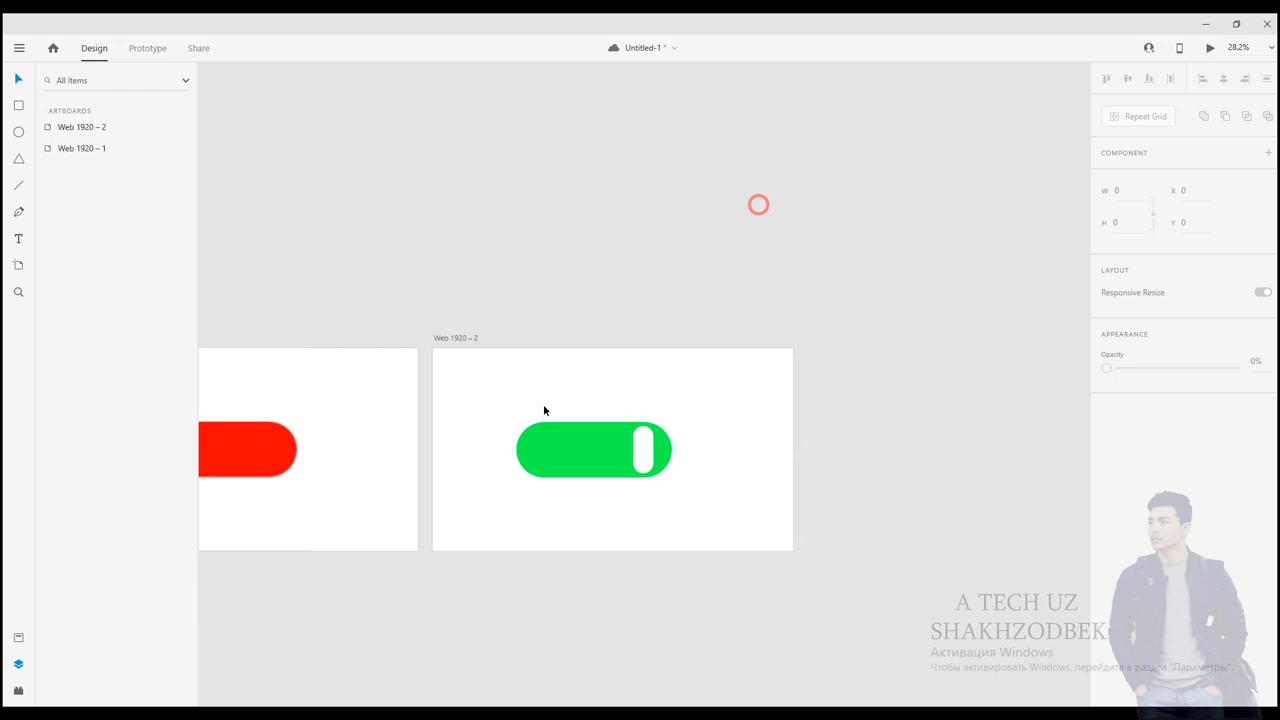 Design
Prototype
Share
Untitled-1 *
28.2%
All Items
ARTBOARDS
Web 1920 – 2
Web 1920 – 1
Web 1920 – 2
Repeat Grid
COMPONENT
W 0
X 0
H 0
Y 0
LAYOUT
Responsive Resize
APPEARANCE
Opacity
0%
A TECH UZ
SHAKHZODBEK
Активация Windows
Чтобы активировать Windows, перейдите в раздел "Параметры".